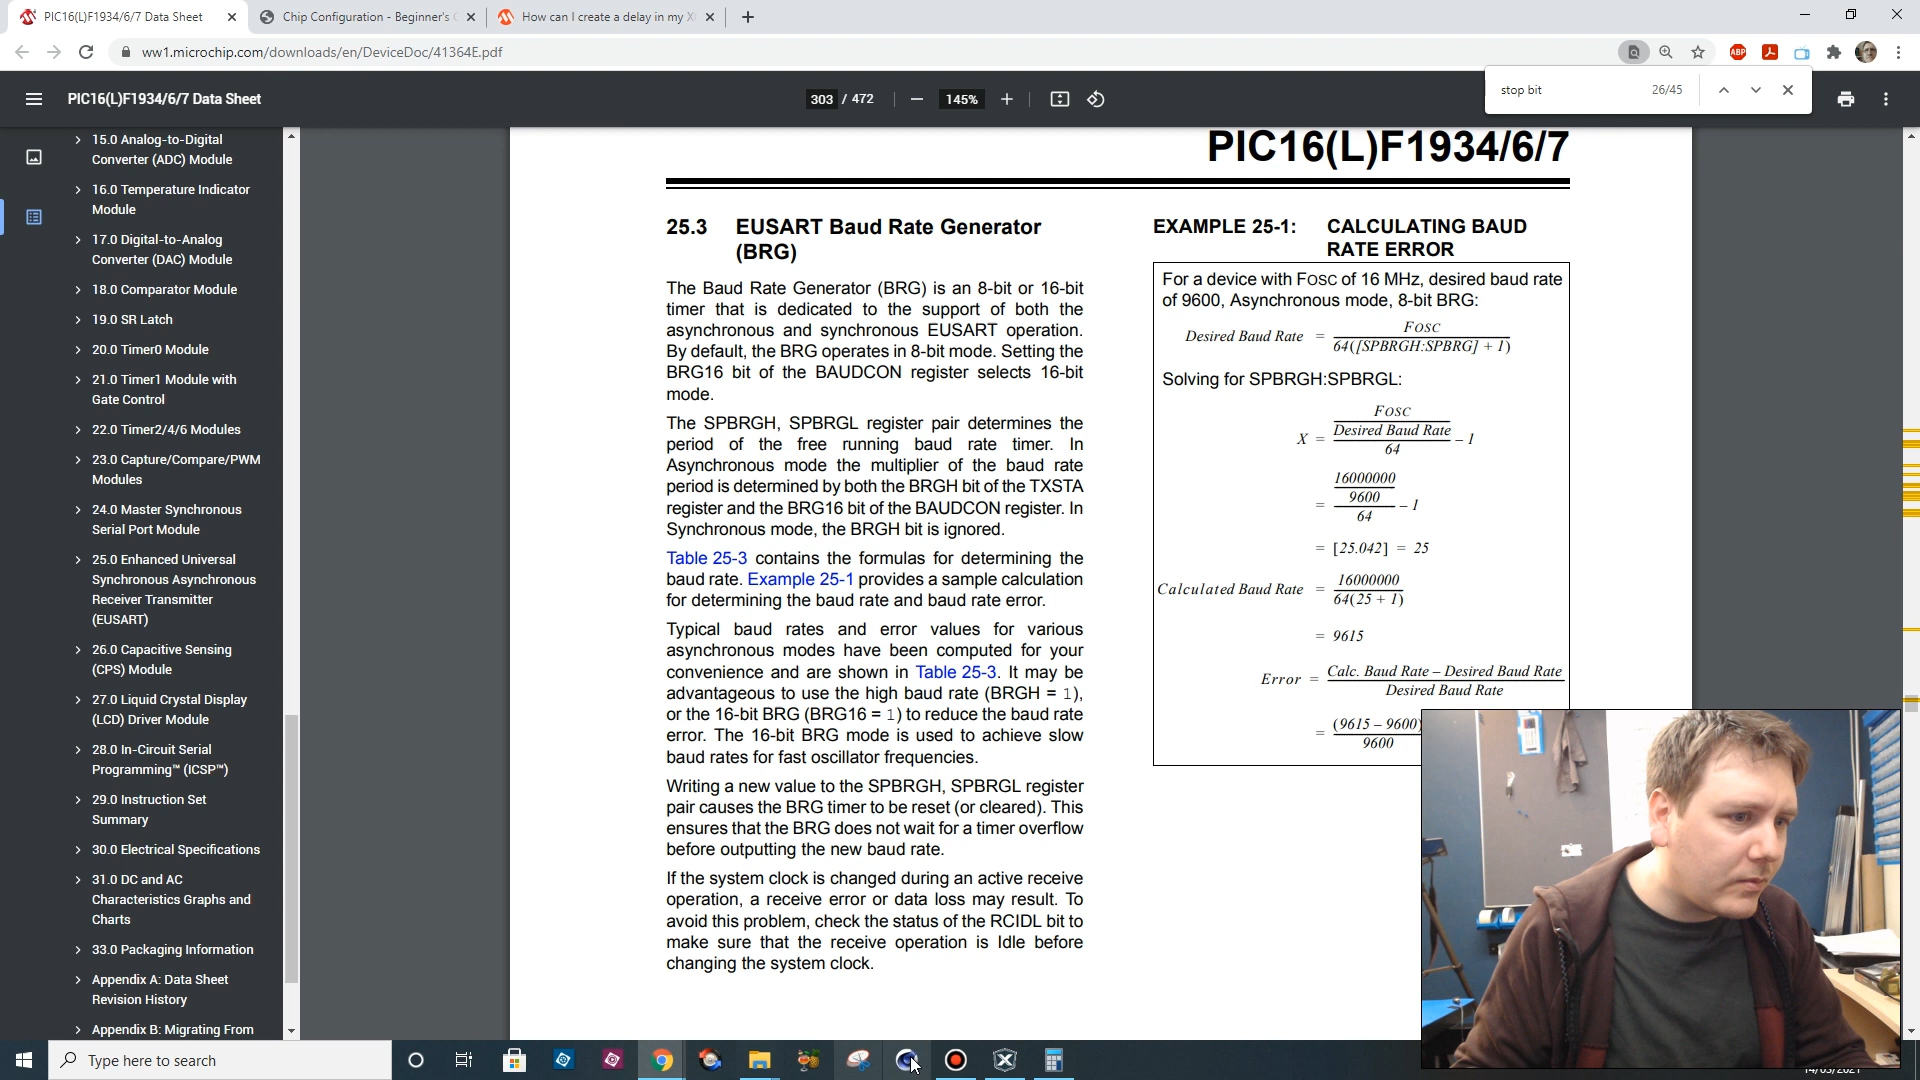 PIC16(L)F1934/6/7 Data Sheet
Chip Configuration - Beginner's
How can I create a delay in my
ww1.microchip.com/downloads/en/DeviceDoc/41364E.pdf
ABP
PIC16(L)F1934/6/7 Data Sheet
303 / 472
145%
stop bit
26/45
15.0 Analog-to-Digital
Converter (ADC) Module
16.0 Temperature Indicator
Module
17.0 Digital-to-Analog
Converter (DAC) Module
18.0 Comparator Module
19.0 SR Latch
20.0 Timer0 Module
21.0 Timer1 Module with
Gate Control
22.0 Timer2/4/6 Modules
23.0 Capture/Compare/PWM
Modules
24.0 Master Synchronous
Serial Port Module
25.0 Enhanced Universal
Synchronous Asynchronous
Receiver Transmitter
(EUSART)
26.0 Capacitive Sensing
(CPS) Module
27.0 Liquid Crystal Display
(LCD) Driver Module
28.0 In-Circuit Serial
Programming™ (ICSP™)
29.0 Instruction Set
Summary
30.0 Electrical Specifications
31.0 DC and AC
Characteristics Graphs and
Charts
33.0 Packaging Information
Appendix A: Data Sheet
Revision History
Appendix B: Migrating From
PIC16(L)F1934/6/7
25.3 EUSART Baud Rate Generator
(BRG)
The Baud Rate Generator (BRG) is an 8-bit or 16-bit
timer that is dedicated to the support of both the
asynchronous and synchronous EUSART operation.
By default, the BRG operates in 8-bit mode. Setting the
BRG16 bit of the BAUDCON register selects 16-bit
mode.
The SPBRGH, SPBRGL register pair determines the
period of the free running baud rate timer. In
Asynchronous mode the multiplier of the baud rate
period is determined by both the BRGH bit of the TXSTA
register and the BRG16 bit of the BAUDCON register. In
Synchronous mode, the BRGH bit is ignored.
Table 25-3 contains the formulas for determining the
baud rate. Example 25-1 provides a sample calculation
for determining the baud rate and baud rate error.
Typical baud rates and error values for various
asynchronous modes have been computed for your
convenience and are shown in Table 25-3. It may be
advantageous to use the high baud rate (BRGH = 1),
or the 16-bit BRG (BRG16 = 1) to reduce the baud rate
error. The 16-bit BRG mode is used to achieve slow
baud rates for fast oscillator frequencies.
Writing a new value to the SPBRGH, SPBRGL register
pair causes the BRG timer to be reset (or cleared). This
ensures that the BRG does not wait for a timer overflow
before outputting the new baud rate.
If the system clock is changed during an active receive
operation, a receive error or data loss may result. To
avoid this problem, check the status of the RCIDL bit to
make sure that the receive operation is Idle before
changing the system clock.
EXAMPLE 25-1: CALCULATING BAUD
RATE ERROR
For a device with FOSC of 16 MHz, desired baud rate
of 9600, Asynchronous mode, 8-bit BRG:
FOSC
Desired Baud Rate =
64([SPBRGH:SPBRG] + 1)
Solving for SPBRGH:SPBRGL:
FOSC
Desired Baud Rate
X = – 1
64
16000000
9600
= – 1
64
= [25.042] = 25
16000000
Calculated Baud Rate =
64(25 + 1)
= 9615
Calc. Baud Rate – Desired Baud Rate
Error =
Desired Baud Rate
(9615 – 9600)
=
9600
Type here to search